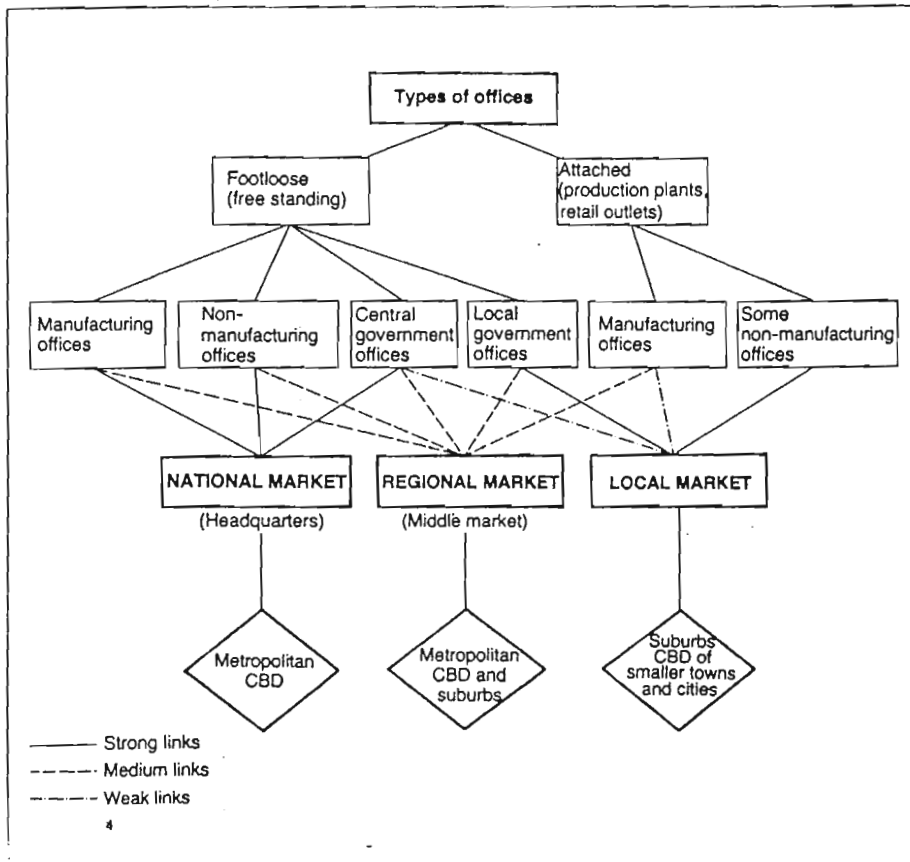 Types of offices
Footloose
(free standing)
Attached
(production plants,
retail outlets)
Manufacturing
offices
Non-
manufacturing
offices
Central
government
offices
Local
government
offices
Manufacturing
offices
Some
non-manufacturing
offices
NATIONAL MARKET
(Headquarters)
REGIONAL MARKET
(Middle market)
LOCAL MARKET
Metropolitan
CBD
Metropolitan
CBD and
suburbs
Suburbs
CBD of
smaller towns
and cities
Strong links
Medium links
Weak links
4